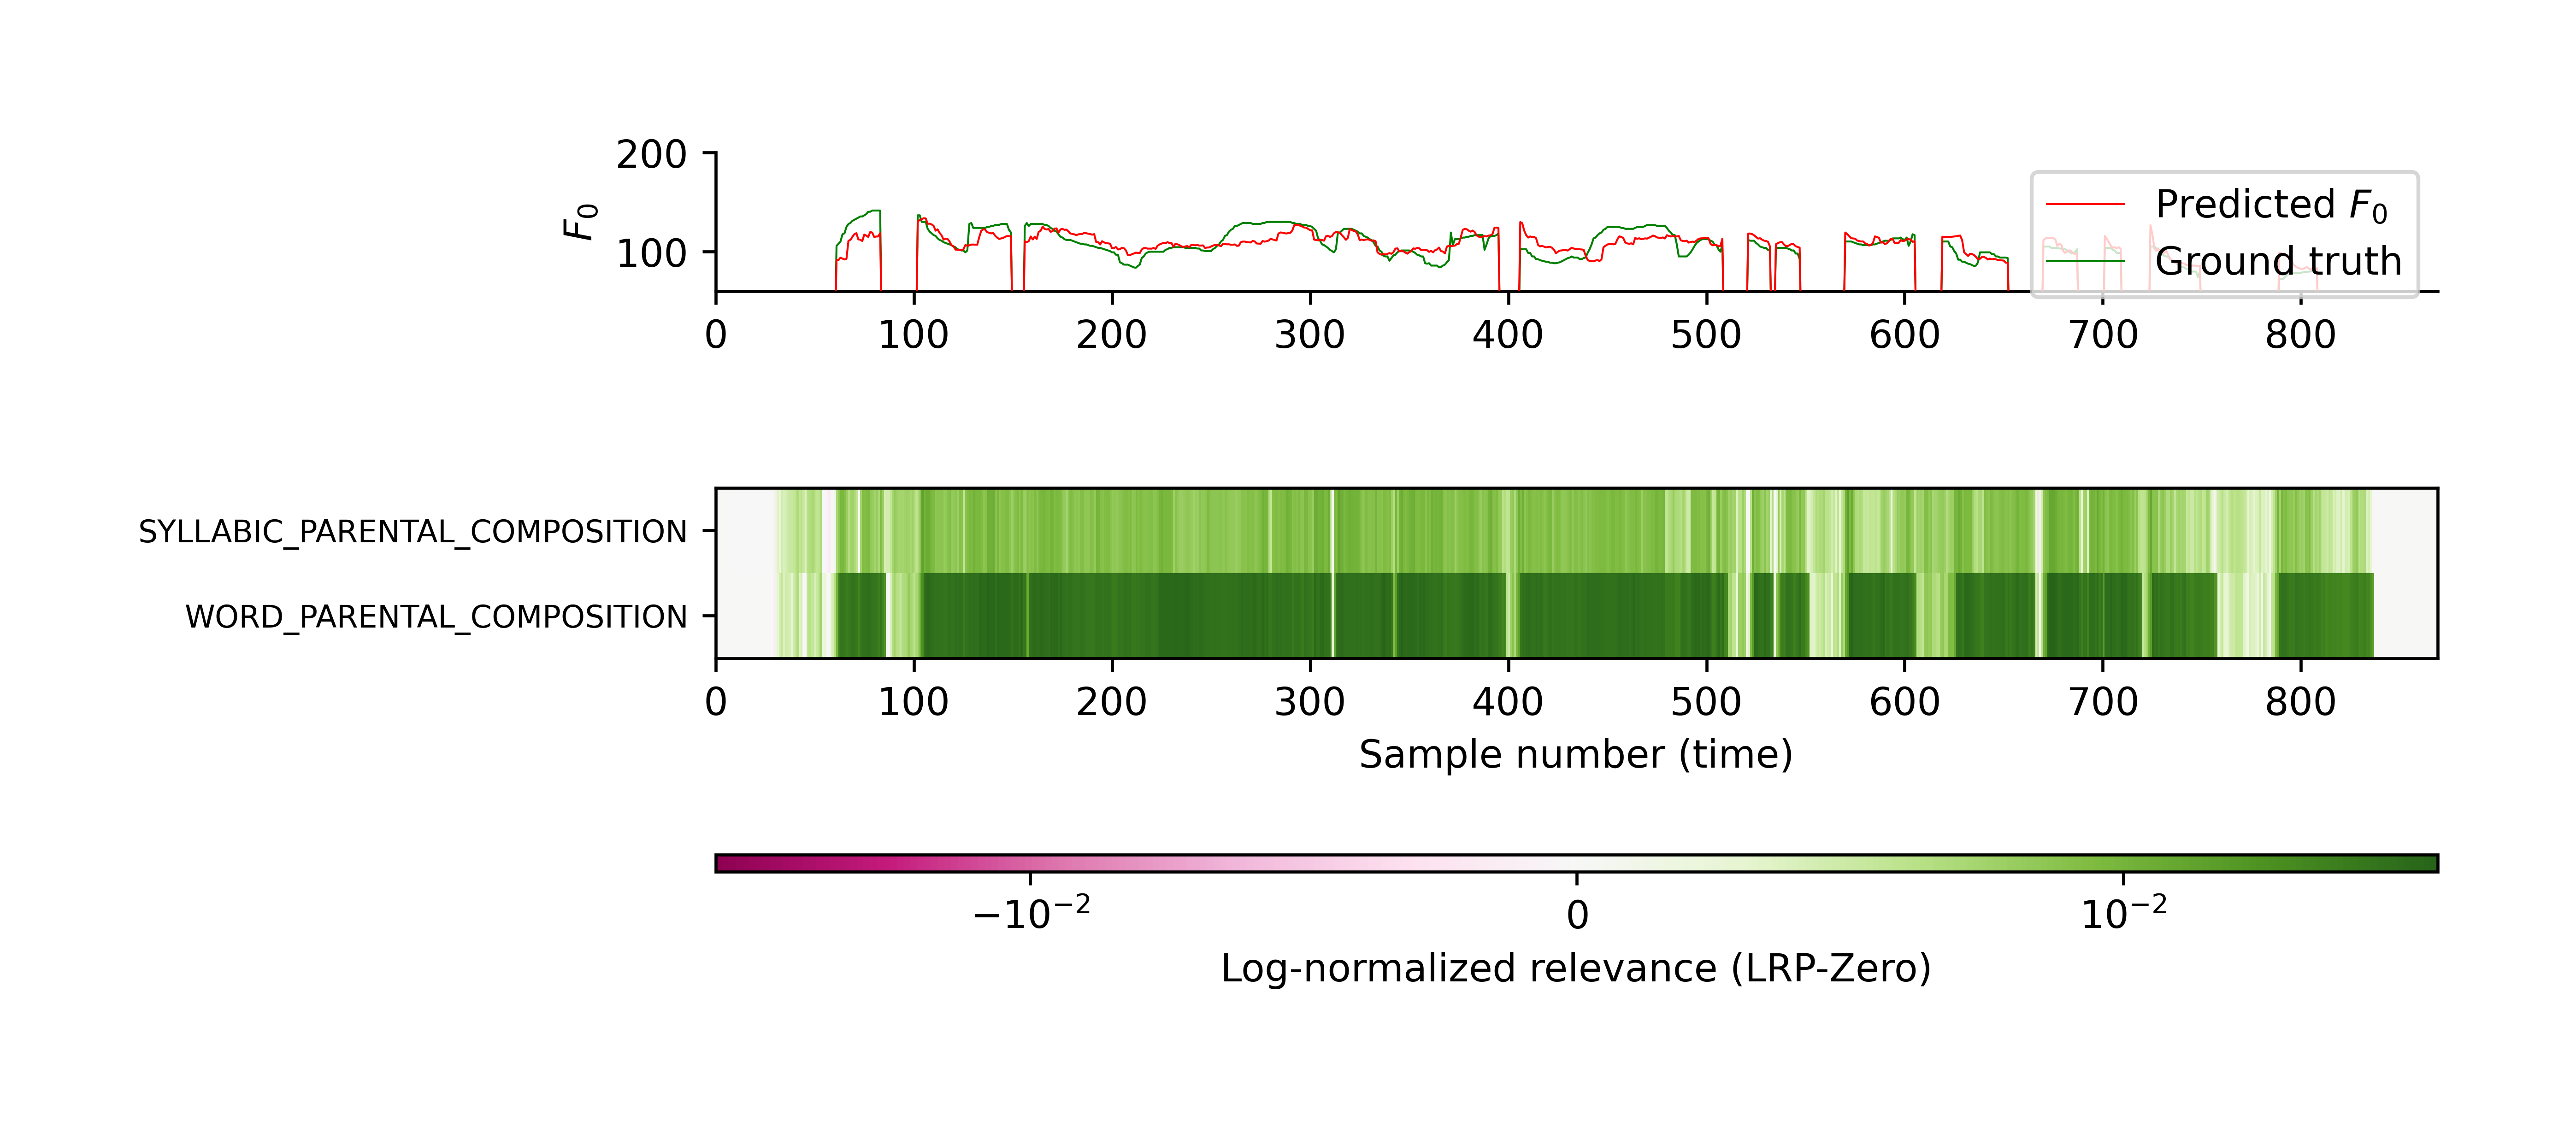 200
100
F₀
Predicted F₀
Ground truth
0 100 200 300 400 500 600 700 800
SYLLABIC_PARENTAL_COMPOSITION
WORD_PARENTAL_COMPOSITION
0 100 200 300 400 500 600 700 800
Sample number (time)
−10⁻² 0 10⁻²
Log-normalized relevance (LRP-Zero)